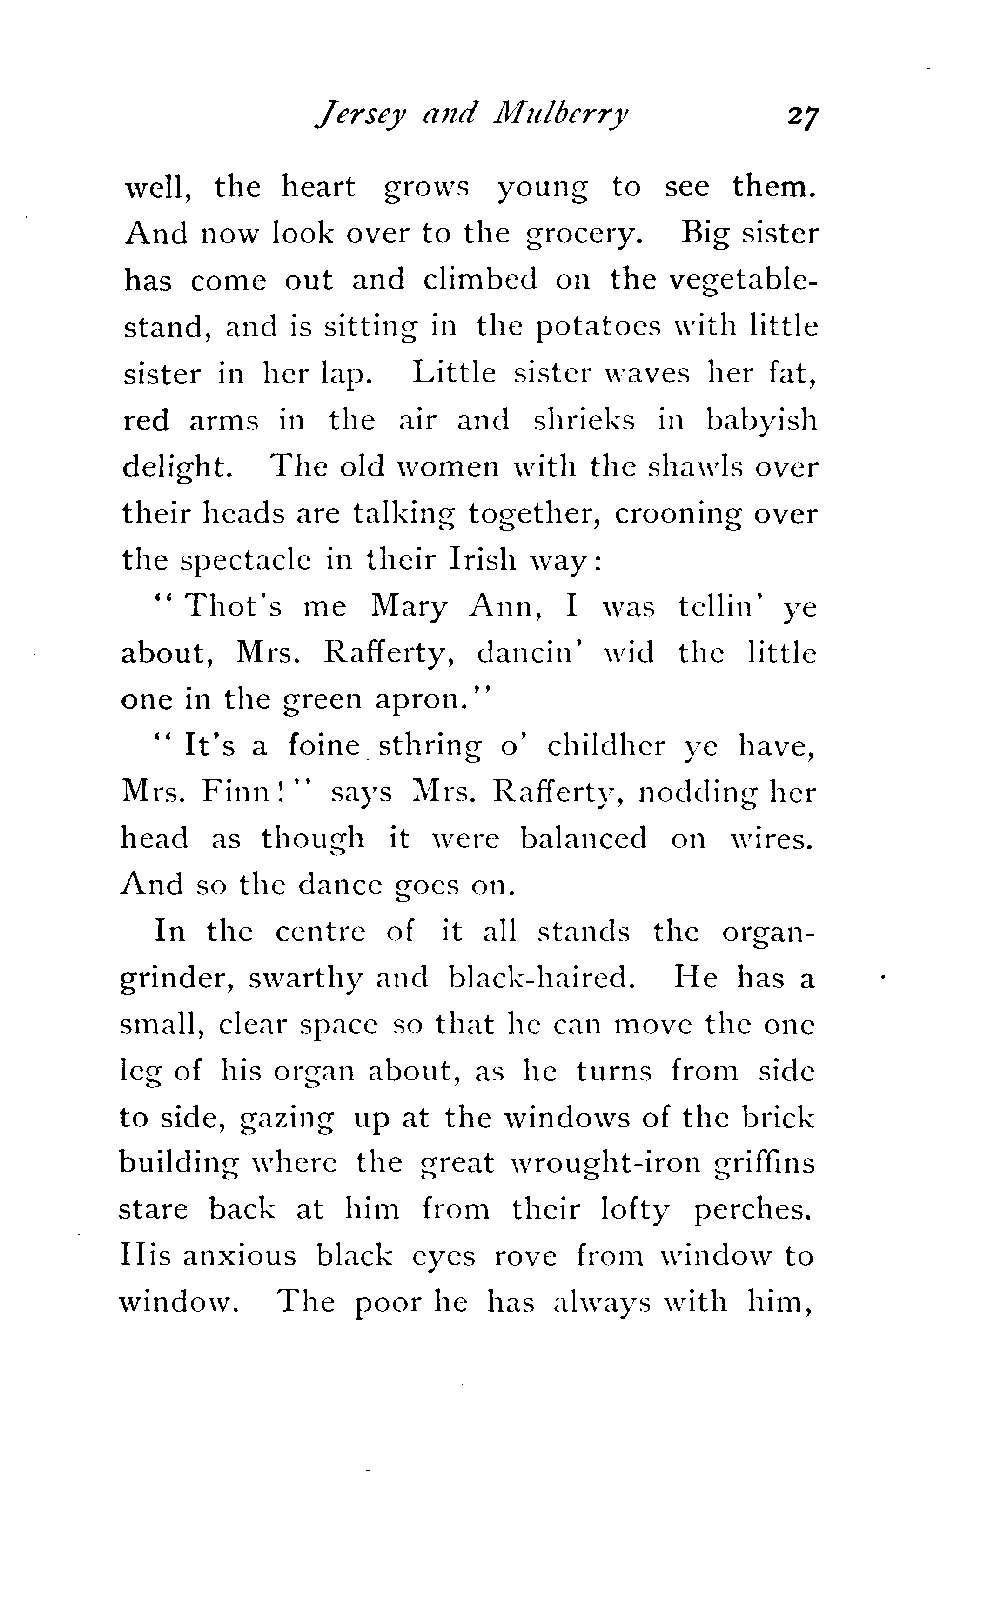 Jersey and Mulberry 27
well, the heart grows young to see them.
And now look over to the grocery. Big sister
has come out and climbed on the vegetable-
stand, and is sitting in the potatoes with little
sister in her lap. Little sister waves her fat,
red arms in the air and shrieks in babyish
delight. The old women with the shawls over
their heads are talking together, crooning over
the spectacle in their Irish way:
"Thot's me Mary Ann, I was tellin' ye
about, Mrs. Rafferty, dancin' wid the little
one in the green apron."
"It's a foine sthring o' childher ye have,
Mrs. Finn!" says Mrs. Rafferty, nodding her
head as though it were balanced on wires.
And so the dance goes on.
In the centre of it all stands the organ-
grinder, swarthy and black-haired. He has a
small, clear space so that he can move the one
leg of his organ about, as he turns from side
to side, gazing up at the windows of the brick
building where the great wrought-iron griffins
stare back at him from their lofty perches.
His anxious black eyes rove from window to
window. The poor he has always with him,